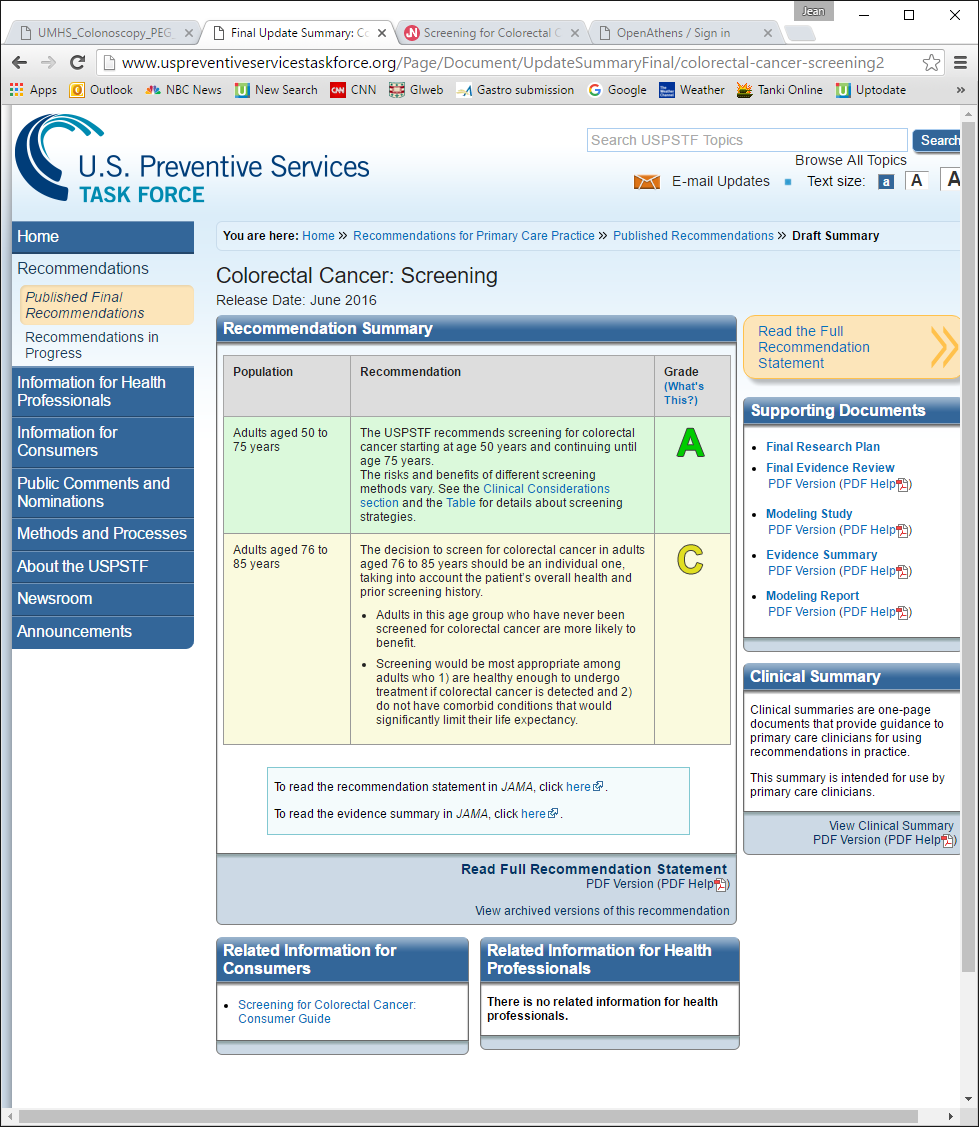 Jean
UMHS_Colonoscopy_PEG_
Final Update Summary: Co
Screening for Colorectal C
OpenAthens / Sign in
www.uspreventiveservicestaskforce.org/Page/Document/UpdateSummaryFinal/colorectal-cancer-screening2
Apps Outlook NBC News New Search CNN Glweb Gastro submission Google Weather Tanki Online Uptodate »
U.S. Preventive Services
TASK FORCE
Search USPSTF Topics
Search
Browse All Topics
E-mail Updates Text size: a A A
Home
Recommendations
Published Final
Recommendations
Recommendations in
Progress
Information for Health
Professionals
Information for
Consumers
Public Comments and
Nominations
Methods and Processes
About the USPSTF
Newsroom
Announcements
You are here: Home » Recommendations for Primary Care Practice » Published Recommendations » Draft Summary
Colorectal Cancer: Screening
Release Date: June 2016
Recommendation Summary
Population
Recommendation
Grade
(What's
This?)
Adults aged 50 to
75 years
The USPSTF recommends screening for colorectal
cancer starting at age 50 years and continuing until
age 75 years.
The risks and benefits of different screening
methods vary. See the Clinical Considerations
section and the Table for details about screening
strategies.
A
Adults aged 76 to
85 years
The decision to screen for colorectal cancer in adults
aged 76 to 85 years should be an individual one,
taking into account the patient's overall health and
prior screening history.
• Adults in this age group who have never been
screened for colorectal cancer are more likely to
benefit.
• Screening would be most appropriate among
adults who 1) are healthy enough to undergo
treatment if colorectal cancer is detected and 2)
do not have comorbid conditions that would
significantly limit their life expectancy.
C
To read the recommendation statement in JAMA, click here.
To read the evidence summary in JAMA, click here.
Read Full Recommendation Statement
PDF Version (PDF Help)
View archived versions of this recommendation
Related Information for
Consumers
• Screening for Colorectal Cancer:
Consumer Guide
Related Information for Health
Professionals
There is no related information for health
professionals.
Read the Full
Recommendation
Statement
Supporting Documents
• Final Research Plan
• Final Evidence Review
PDF Version (PDF Help)
• Modeling Study
PDF Version (PDF Help)
• Evidence Summary
PDF Version (PDF Help)
• Modeling Report
PDF Version (PDF Help)
Clinical Summary
Clinical summaries are one-page
documents that provide guidance to
primary care clinicians for using
recommendations in practice.
This summary is intended for use by
primary care clinicians.
View Clinical Summary
PDF Version (PDF Help)